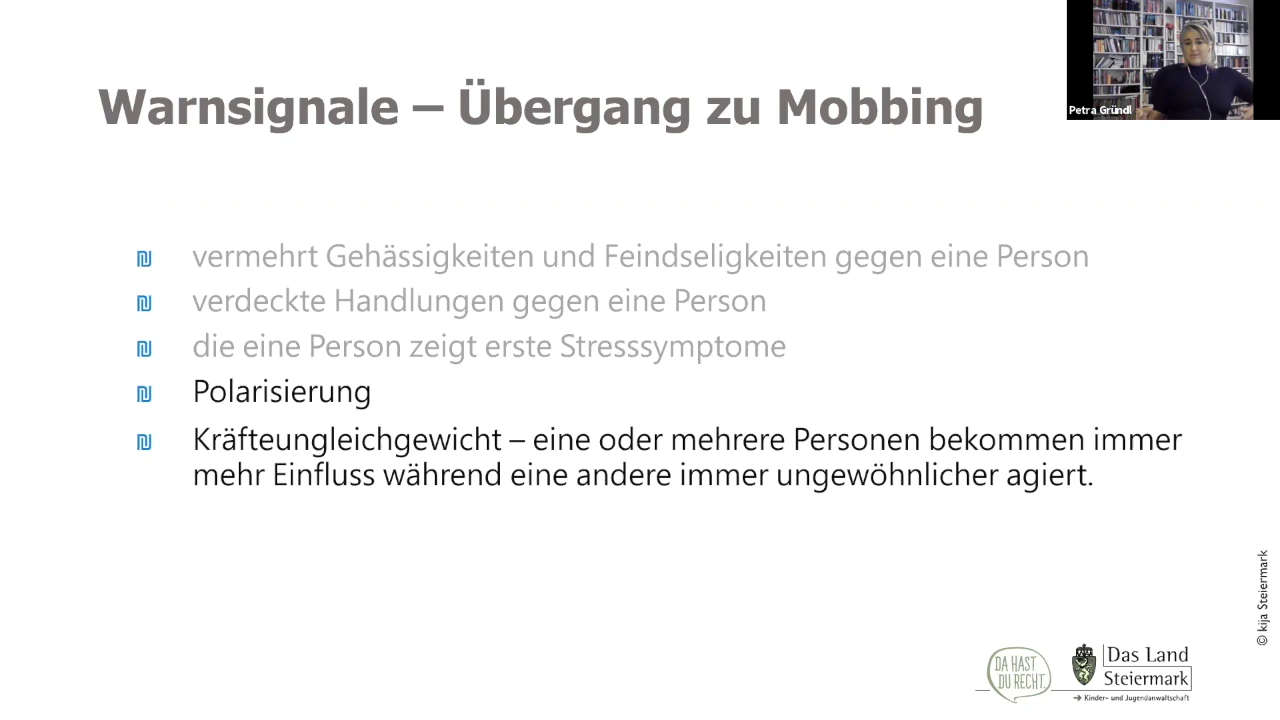 Petra Gründl
Warnsignale – Übergang zu Mobbing
vermehrt Gehässigkeiten und Feindseligkeiten gegen eine Person
verdeckte Handlungen gegen eine Person
die eine Person zeigt erste Stresssymptome
Polarisierung
Kräfteungleichgewicht – eine oder mehrere Personen bekommen immer
mehr Einfluss während eine andere immer ungewöhnlicher agiert.
© kija Steiermark
DA HAST
DU RECHT.
Das Land
Steiermark
→ Kinder- und Jugendanwaltschaft